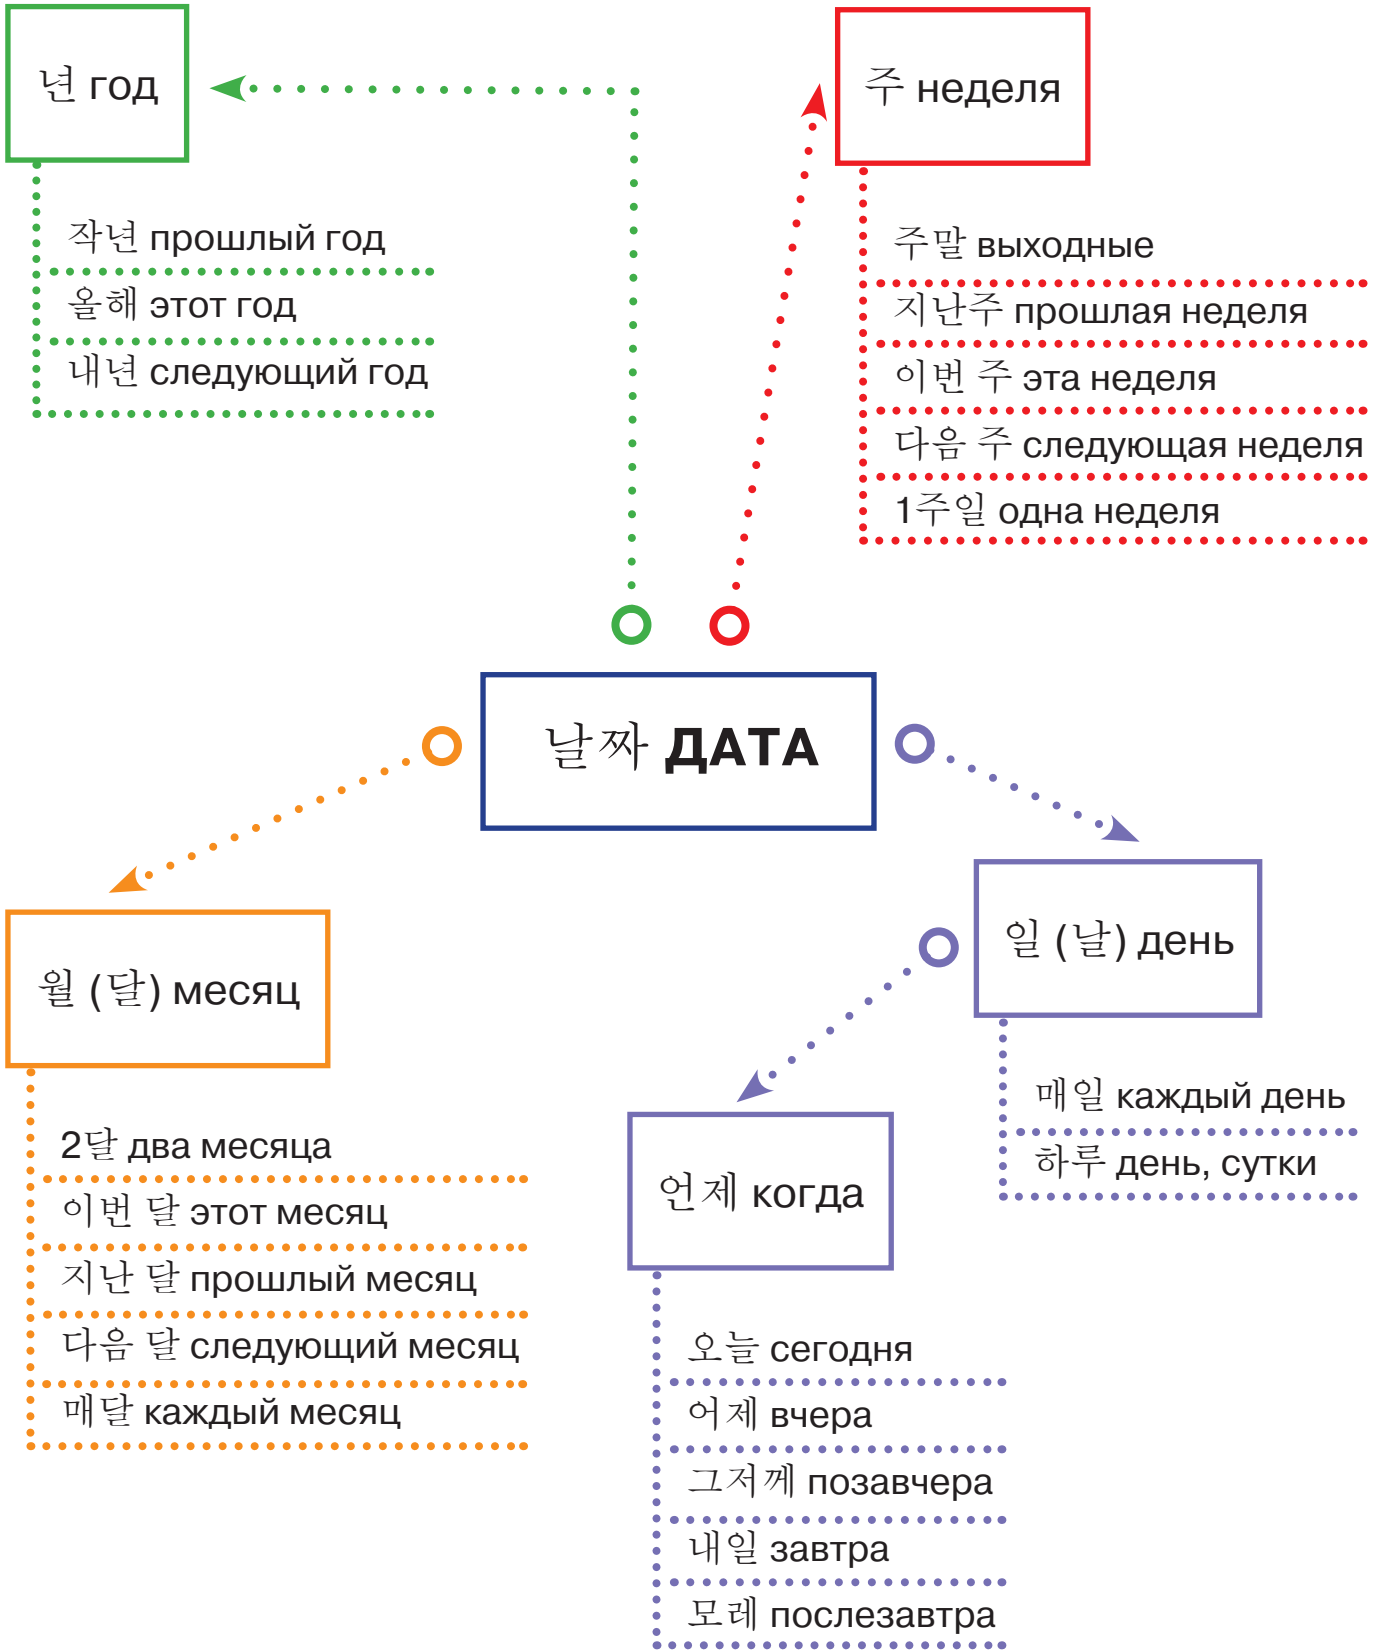 년 год
작년 прошлый год
올해 этот год
내년 следующий год
주 неделя
주말 выходные
지난주 прошлая неделя
이번 주 эта неделя
다음 주 следующая неделя
1주일 одна неделя
날짜 ДАТА
월 (달) месяц
2달 два месяца
이번 달 этот месяц
지난 달 прошлый месяц
다음 달 следующий месяц
매달 каждый месяц
일 (날) день
매일 каждый день
하루 день, сутки
언제 когда
오늘 сегодня
어제 вчера
그저께 позавчера
내일 завтра
모레 послезавтра